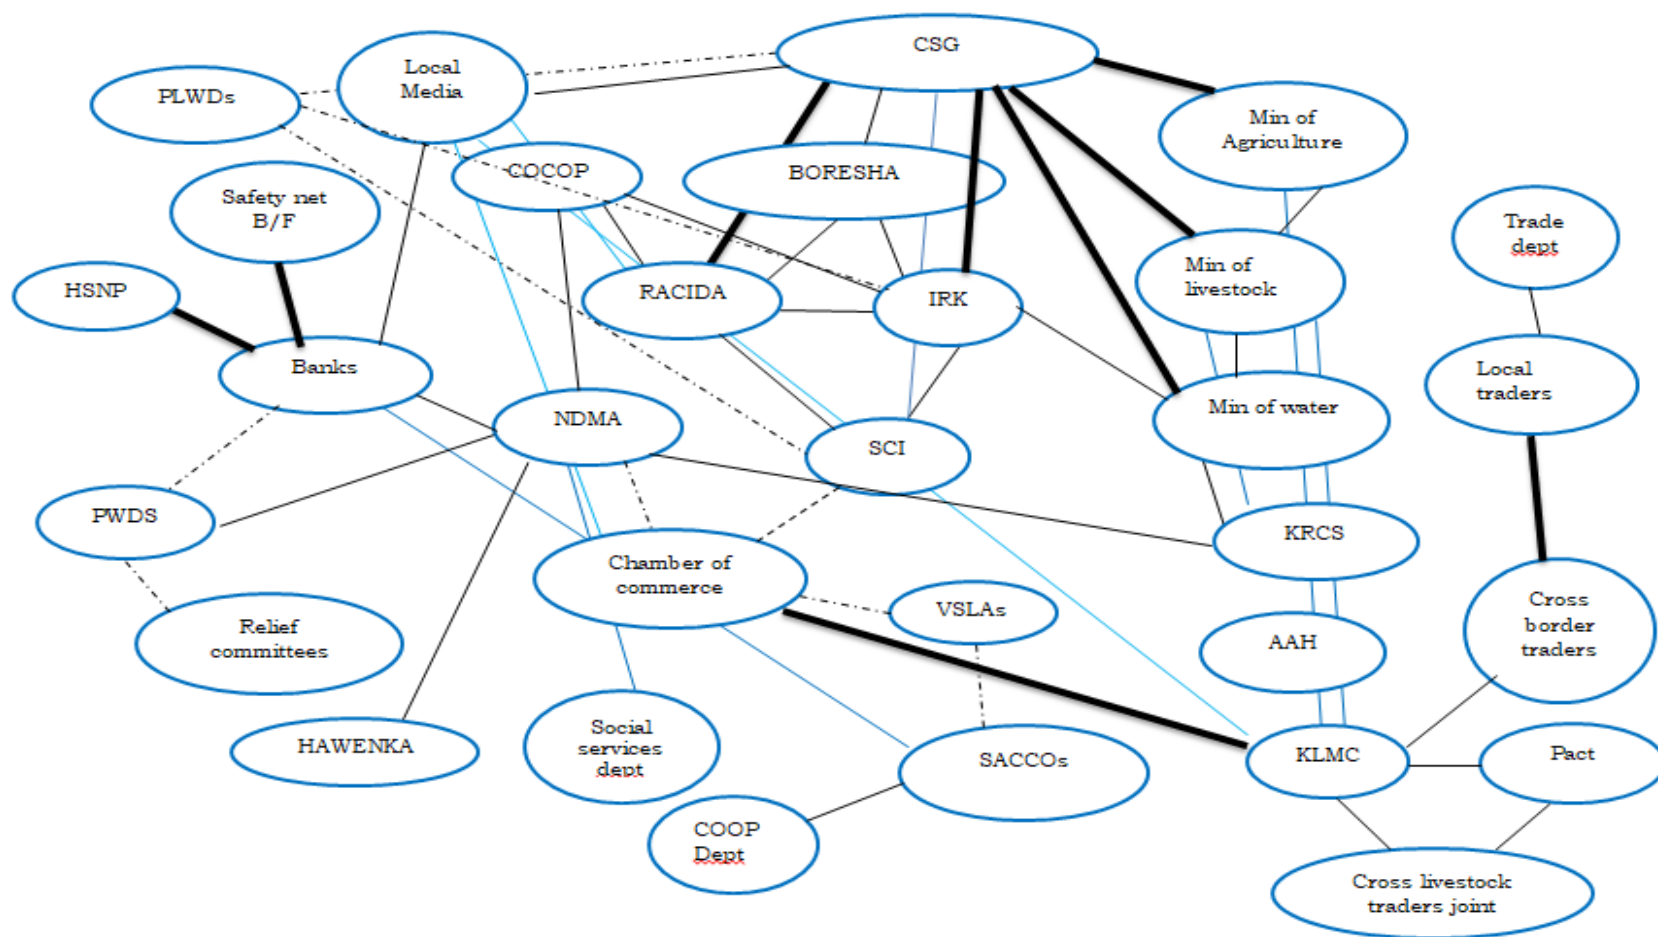 CSG
Local
Media
PLWDs
Min of
Agriculture
COCOP
BORESHA
Safety net
B/F
Trade
dept
HSNP
RACIDA
IRK
Min of
livestock
Banks
Local
traders
NDMA
Min of water
SCI
PWDS
KRCS
Chamber of
commerce
VSLAs
Cross
border
traders
Relief
committees
AAH
HAWENKA
Social
services
dept
SACCOs
KLMC
Pact
COOP
Dept
Cross livestock
traders joint